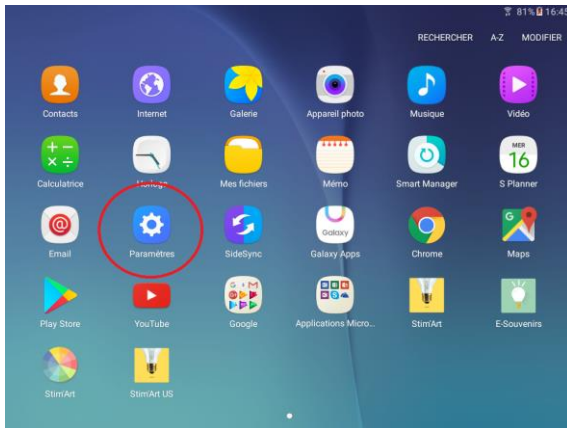 81% 16:45
RECHERCHER A-Z MODIFIER
Contacts Internet Galerie Appareil photo Musique Vidéo
MER
16
Calculatrice Horloge Mes fichiers Mémo Smart Manager S Planner
Galaxy
G
Email Paramètres SideSync Galaxy Apps Chrome Maps
Play Store YouTube Google Applications Micro... Stim'Art E-Souvenirs
Stim'Art Stim'Art US